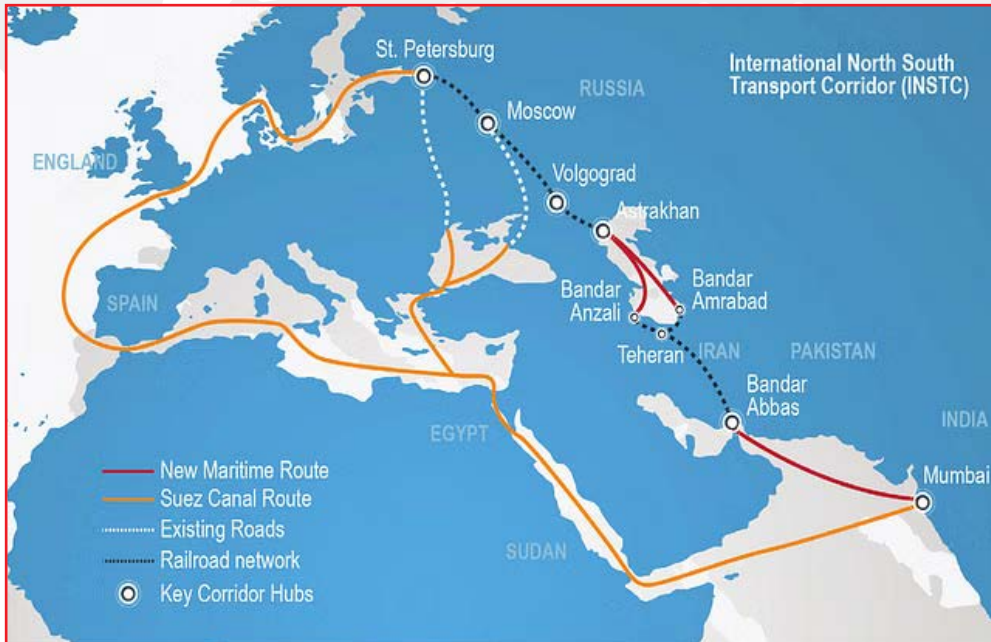 St. Petersburg
International North South
Transport Corridor (INSTC)
RUSSIA
Moscow
ENGLAND
Volgograd
Astrakhan
SPAIN
Bandar
Anzali
Bandar
Amrabad
Teheran
IRAN
PAKISTAN
Bandar
Abbas
INDIA
EGYPT
Mumbai
New Maritime Route
Suez Canal Route
Existing Roads
Railroad network
Key Corridor Hubs
SUDAN